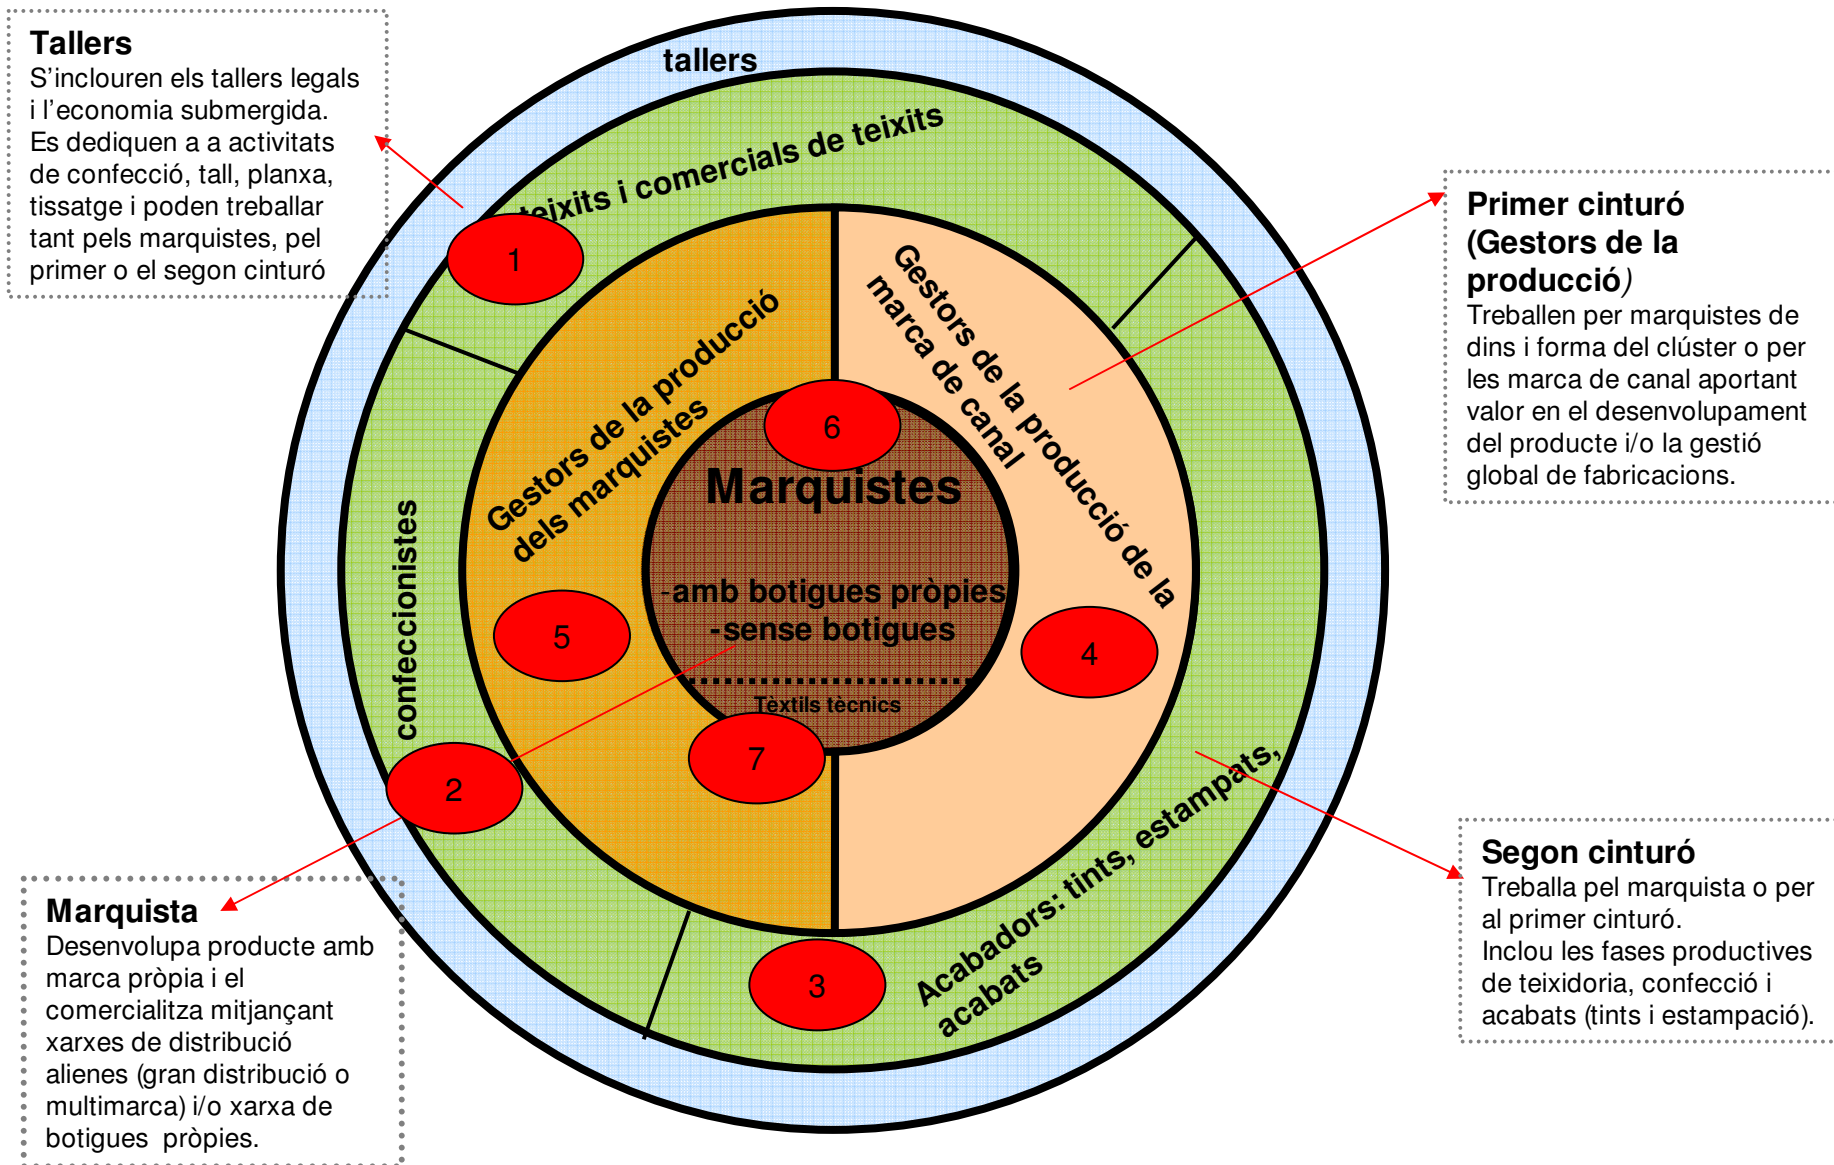 Tallers
S’inclouren els tallers legals
i l’economia submergida.
Es dediquen a a activitats
de confecció, tall, planxa,
tissatge i poden treballar
tant pels marquistes, pel
primer o el segon cinturó
tallers
teixits i comercials de teixits
1
Primer cinturó
(Gestors de la
producció)
Treballen per marquistes de
dins i forma del clúster o per
les marca de canal aportant
valor en el desenvolupament
del producte i/o la gestió
global de fabricacions.
Gestors de la producció
dels marquistes
Gestors de la producció de la
marca de canal
6
Marquistes
-amb botigues pròpies
-sense botigues
Tèxtils tècnics
confeccionistes
5
4
7
2
3
Acabadors: tints, estampats,
acabats
Marquista
Desenvolupa producte amb
marca pròpia i el
comercialitza mitjançant
xarxes de distribució
alienes (gran distribució o
multimarca) i/o xarxa de
botigues pròpies.
Segon cinturó
Treballa pel marquista o per
al primer cinturó.
Inclou les fases productives
de teixidoria, confecció i
acabats (tints i estampació).